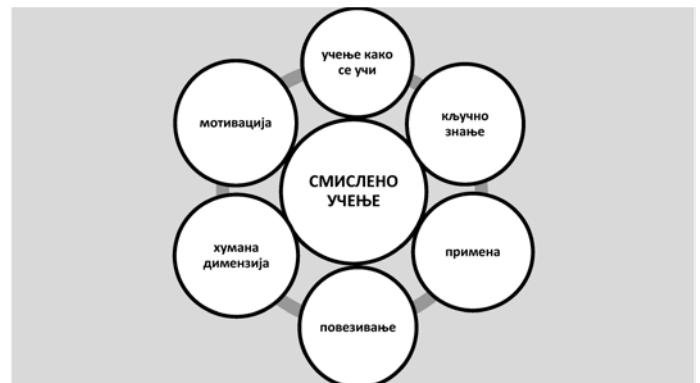 учење како
се учи
мотивација
кључно
знање
СМИСЛЕНО
УЧЕЊЕ
хумана
димензија
примена
повезивање